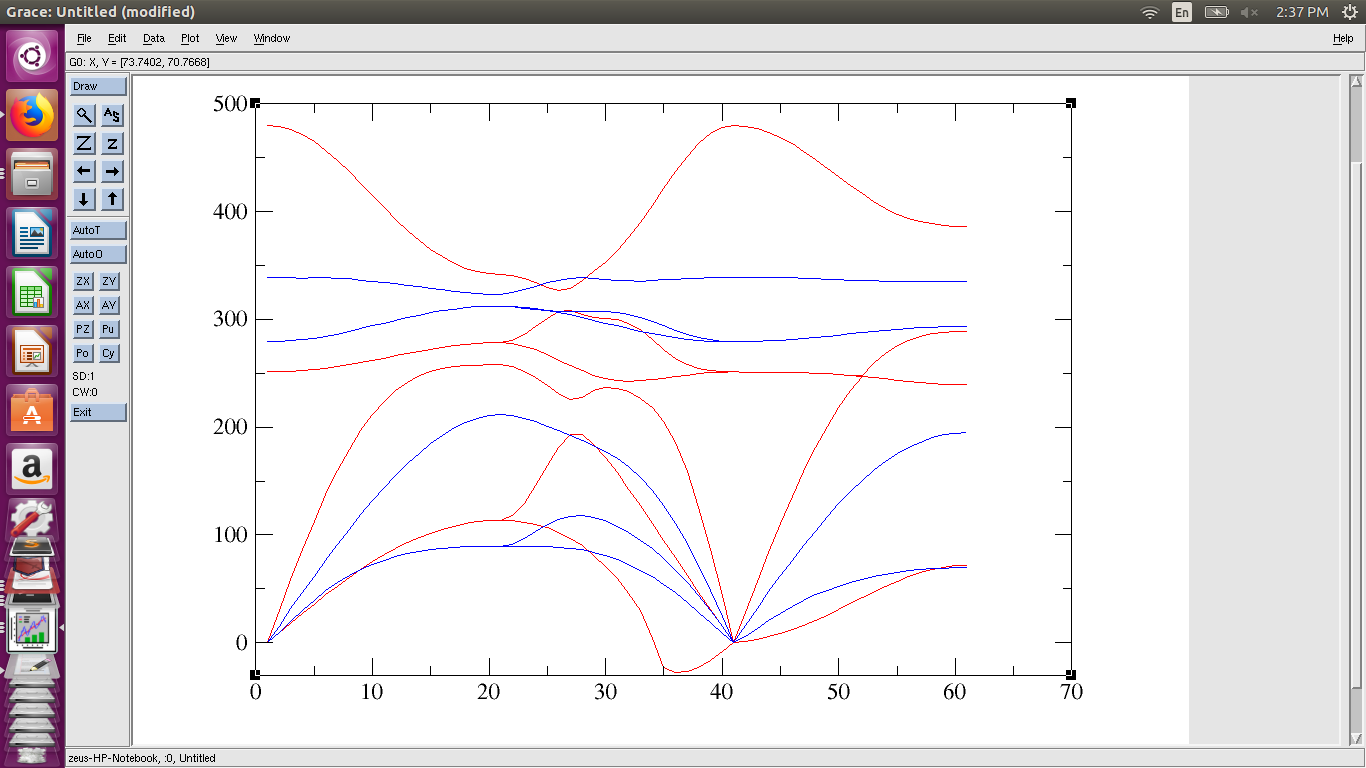 Grace: Untitled (modified)
En
2:37 PM
File Edit Data Plot View Window Help
G0: X, Y = [73.7402, 70.7668]
Draw
Z z
AutoT
AutoO
ZX ZY
AX AY
PZ Pu
Po Cy
SD:1
CW:0
Exit
500
400
300
200
100
0
0 10 20 30 40 50 60 70
zeus-HP-Notebook, :0, Untitled